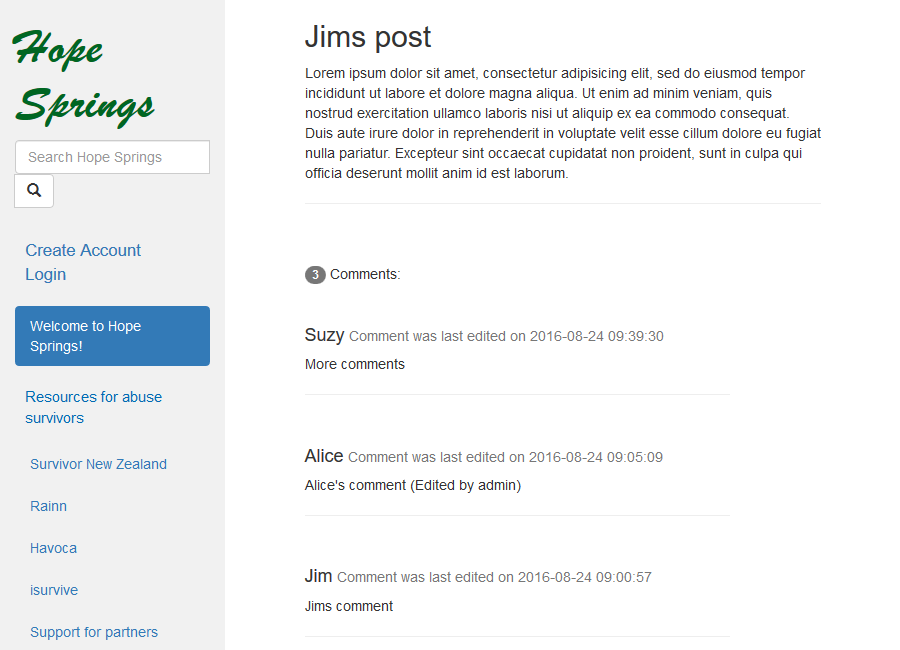 Hope
Springs
Search Hope Springs
Create Account
Login
Welcome to Hope
Springs!
Resources for abuse
survivors
Survivor New Zealand
Rainn
Havoca
isurvive
Support for partners
Jims post
Lorem ipsum dolor sit amet, consectetur adipisicing elit, sed do eiusmod tempor
incididunt ut labore et dolore magna aliqua. Ut enim ad minim veniam, quis
nostrud exercitation ullamco laboris nisi ut aliquip ex ea commodo consequat.
Duis aute irure dolor in reprehenderit in voluptate velit esse cillum dolore eu fugiat
nulla pariatur. Excepteur sint occaecat cupidatat non proident, sunt in culpa qui
officia deserunt mollit anim id est laborum.
3 Comments:
Suzy Comment was last edited on 2016-08-24 09:39:30
More comments
Alice Comment was last edited on 2016-08-24 09:05:09
Alice's comment (Edited by admin)
Jim Comment was last edited on 2016-08-24 09:00:57
Jims comment